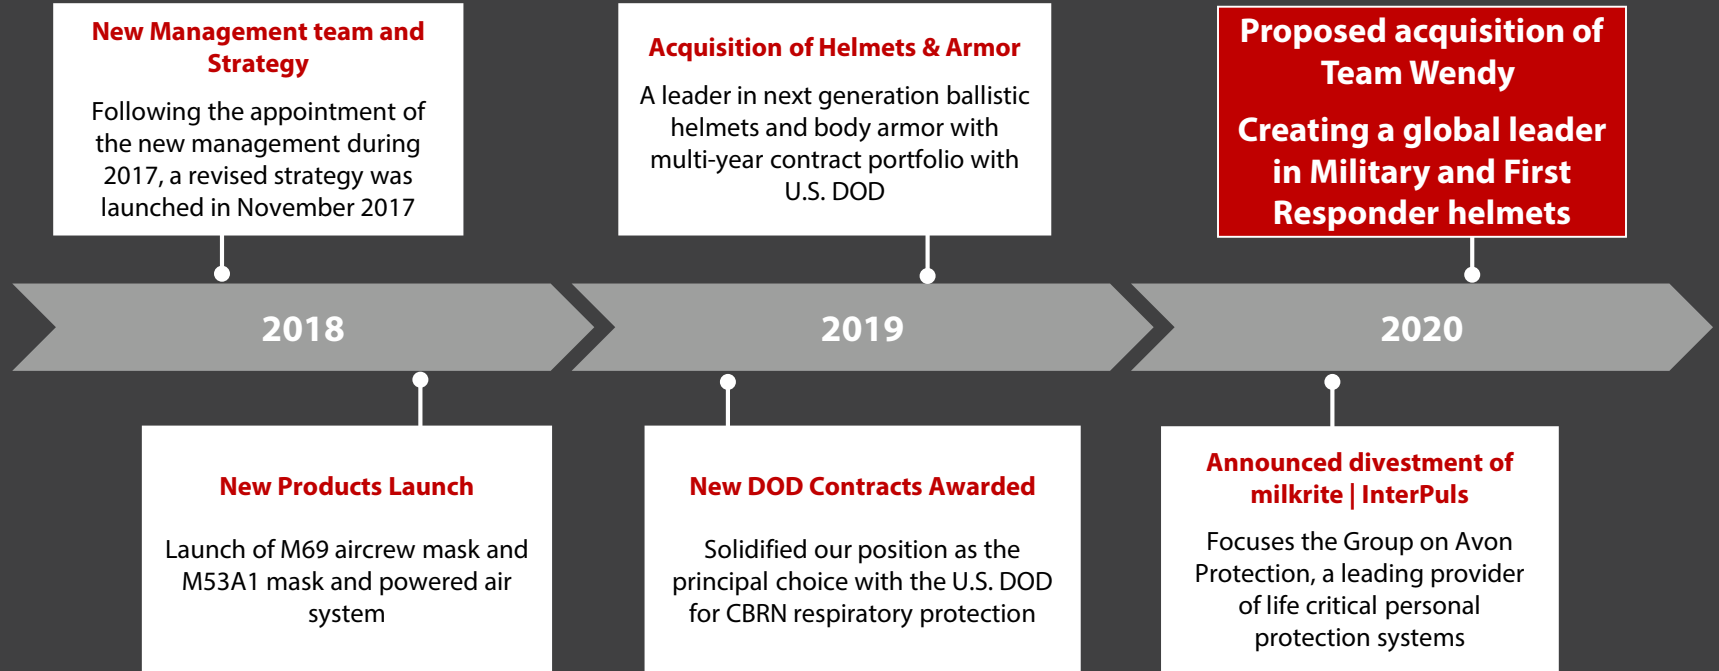 New Management team and
Strategy
Following the appointment of
the new management during
2017, a revised strategy was
launched in November 2017
Acquisition of Helmets & Armor
A leader in next generation ballistic
helmets and body armor with
multi-year contract portfolio with
U.S. DOD
Proposed acquisition of
Team Wendy
Creating a global leader
in Military and First
Responder helmets
2018
2019
2020
New Products Launch
Launch of M69 aircrew mask and
M53A1 mask and powered air
system
New DOD Contracts Awarded
Solidified our position as the
principal choice with the U.S. DOD
for CBRN respiratory protection
Announced divestment of
milkrite | InterPuls
Focuses the Group on Avon
Protection, a leading provider
of life critical personal
protection systems